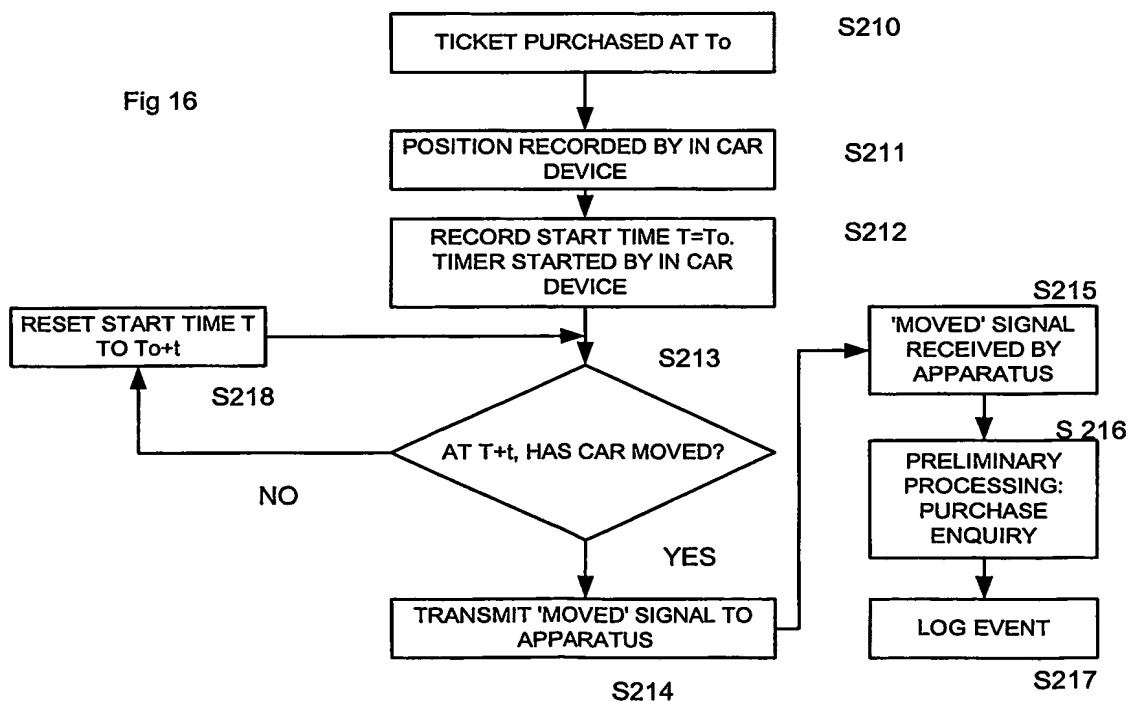 TICKET PURCHASED AT To
S210
Fig 16
POSITION RECORDED BY IN CAR
DEVICE
S211
RECORD START TIME T=To.
TIMER STARTED BY IN CAR
DEVICE
S212
RESET START TIME T
TO To+t
S218
S213
AT T+t, HAS CAR MOVED?
NO
YES
TRANSMIT 'MOVED' SIGNAL TO
APPARATUS
S214
S215
'MOVED' SIGNAL
RECEIVED BY
APPARATUS
S 216
PRELIMINARY
PROCESSING:
PURCHASE
ENQUIRY
LOG EVENT
S217